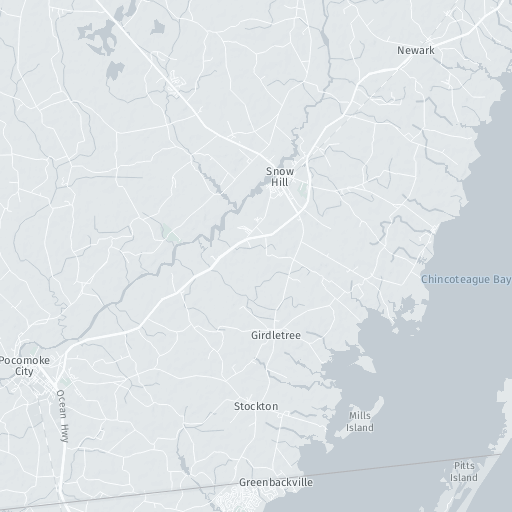 Newark
Snow
Hill
Chincoteague Bay
Girdletree
Pocomoke
City
Ocean Hwy
Stockton
Mills
Island
Pitts
Island
Greenbackville